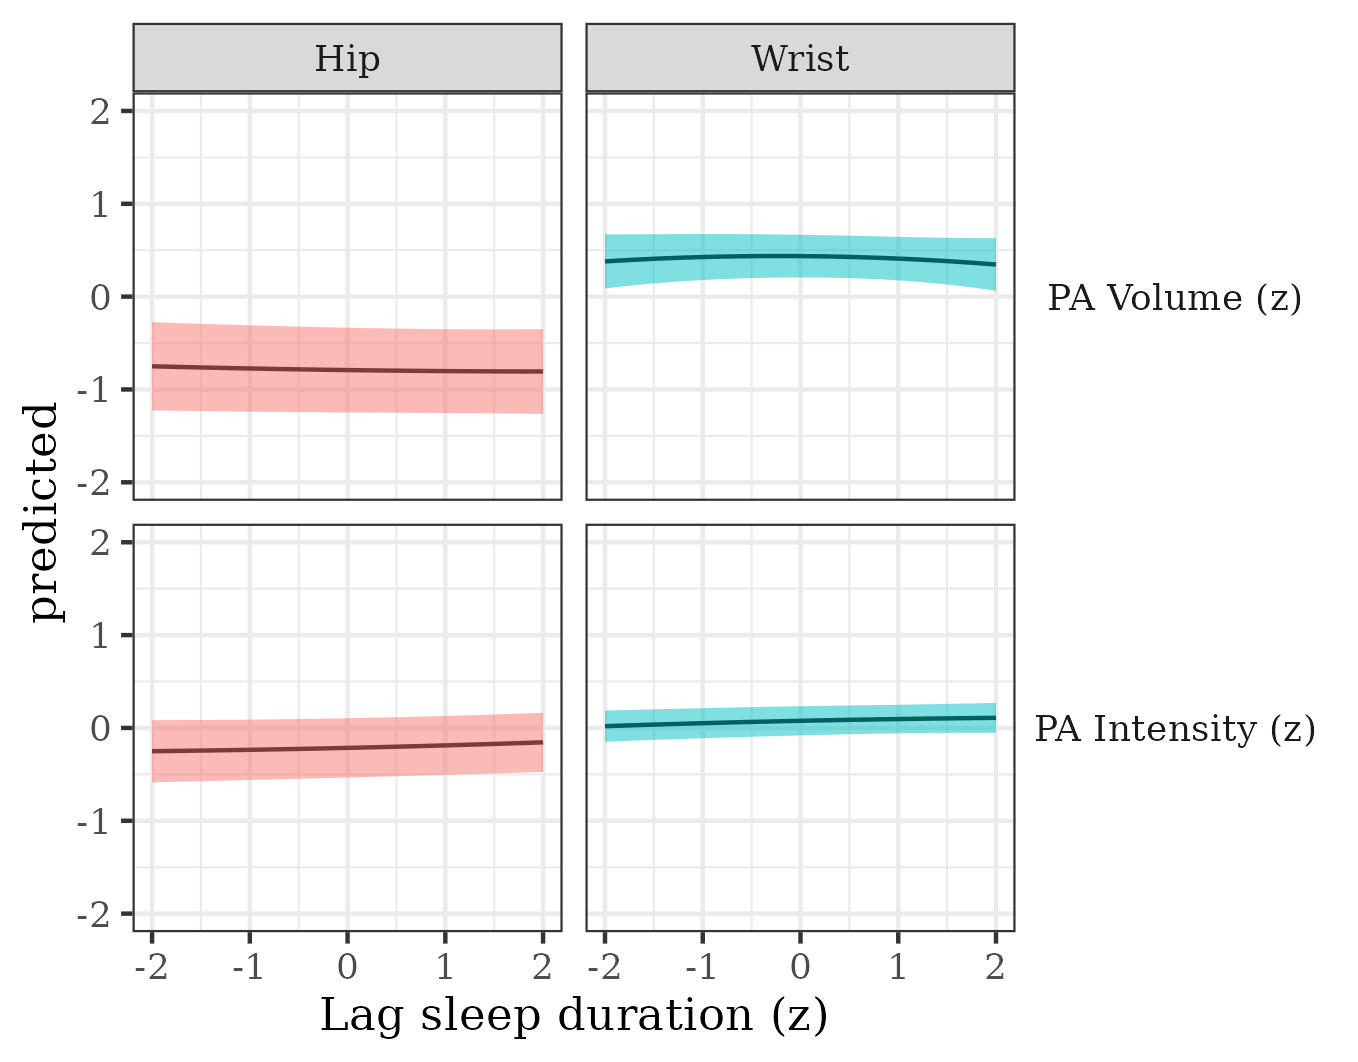 Hip Wrist
2
1
0
-1
-2
PA Volume (z)
predicted
2
1
0
-1
-2
PA Intensity (z)
-2 -1 0 1 2 -2 -1 0 1 2
Lag sleep duration (z)